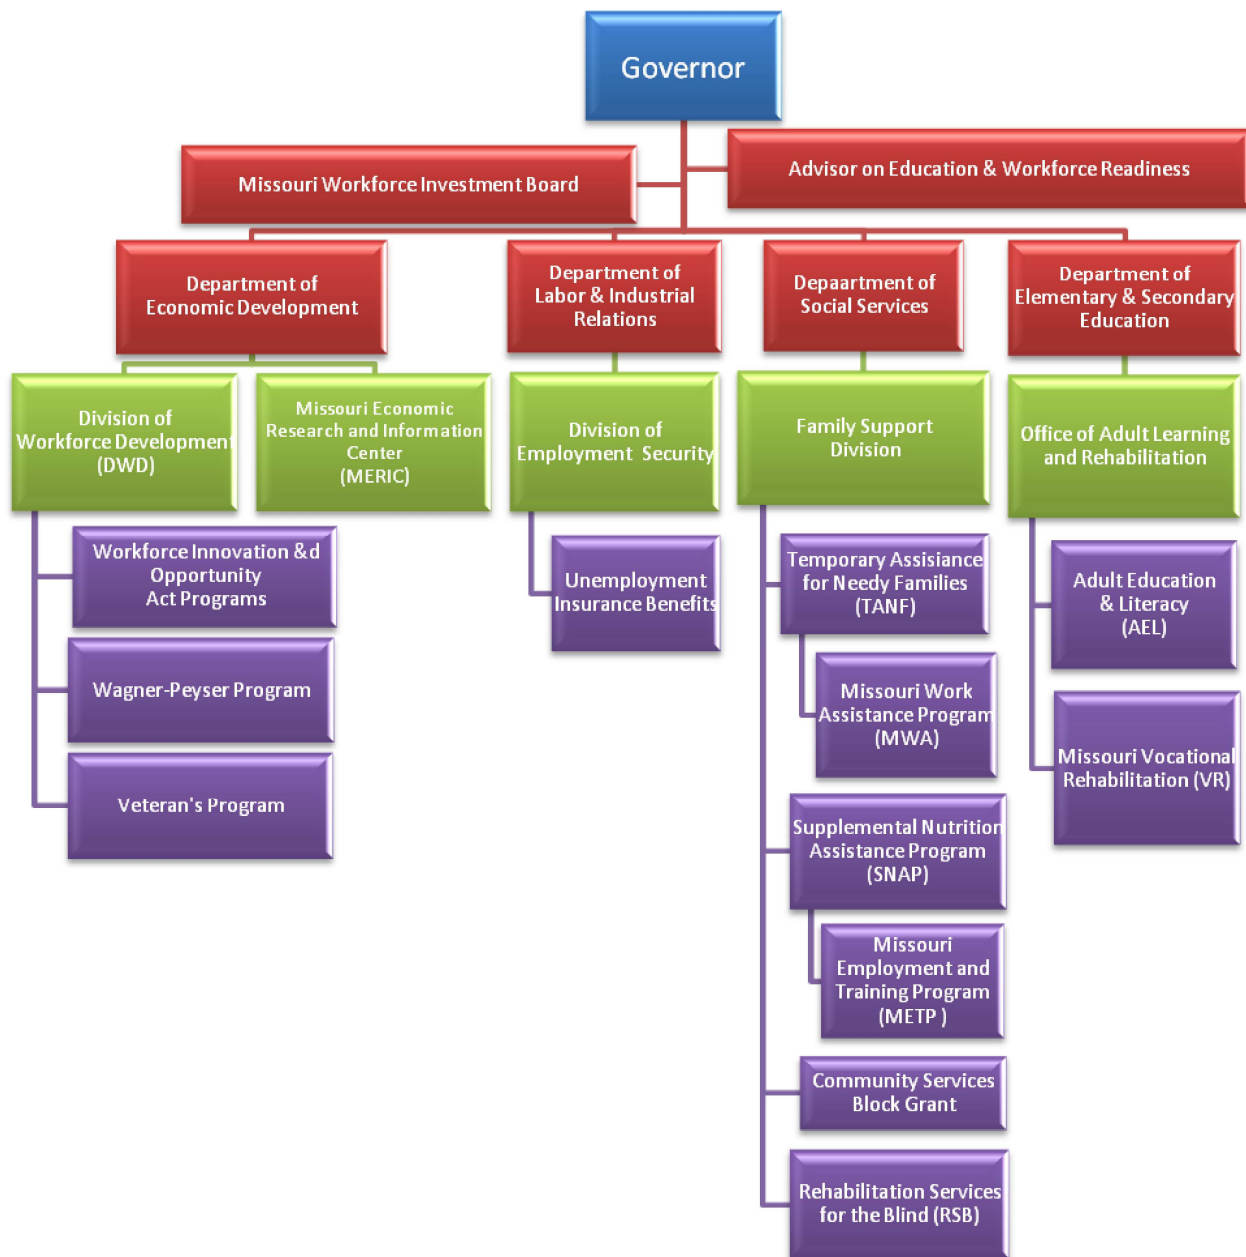 Governor
Missouri Workforce Investment Board
Advisor on Education & Workforce Readiness
Department of
Economic Development
Department of
Labor & Industrial
Relations
Depaartment of
Social Services
Department of
Elementary & Secondary
Education
Division of
Workforce Development
(DWD)
Missouri Economic
Research and Information
Center
(MERIC)
Division of
Employment Security
Family Support
Division
Office of Adult Learning
and Rehabilitation
Workforce Innovation &d
Opportunity
Act Programs
Wagner-Peyser Program
Veteran's Program
Unemployment
Insurance Benefits
Temporary Assisiance
for Needy Families
(TANF)
Missouri Work
Assistance Program
(MWA)
Supplemental Nutrition
Assistance Program
(SNAP)
Missouri
Employment and
Training Program
(METP )
Community Services
Block Grant
Rehabilitation Services
for the Blind (RSB)
Adult Education
& Literacy
(AEL)
Missouri Vocational
Rehabilitation (VR)